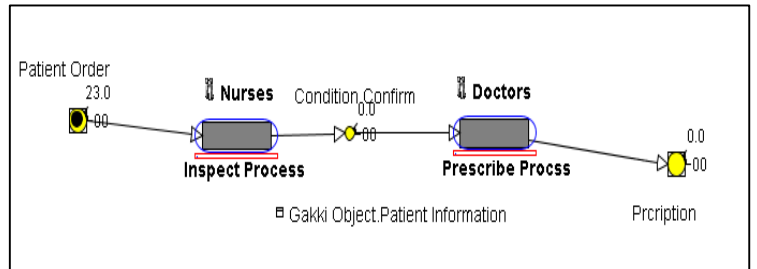 Patient Order
23.0
00
Nurses
Inspect Process
Condition Confirm
0.0
00
Doctors
Prescribe Procss
0.0
00
Prcription
Gakki Object.Patient Information